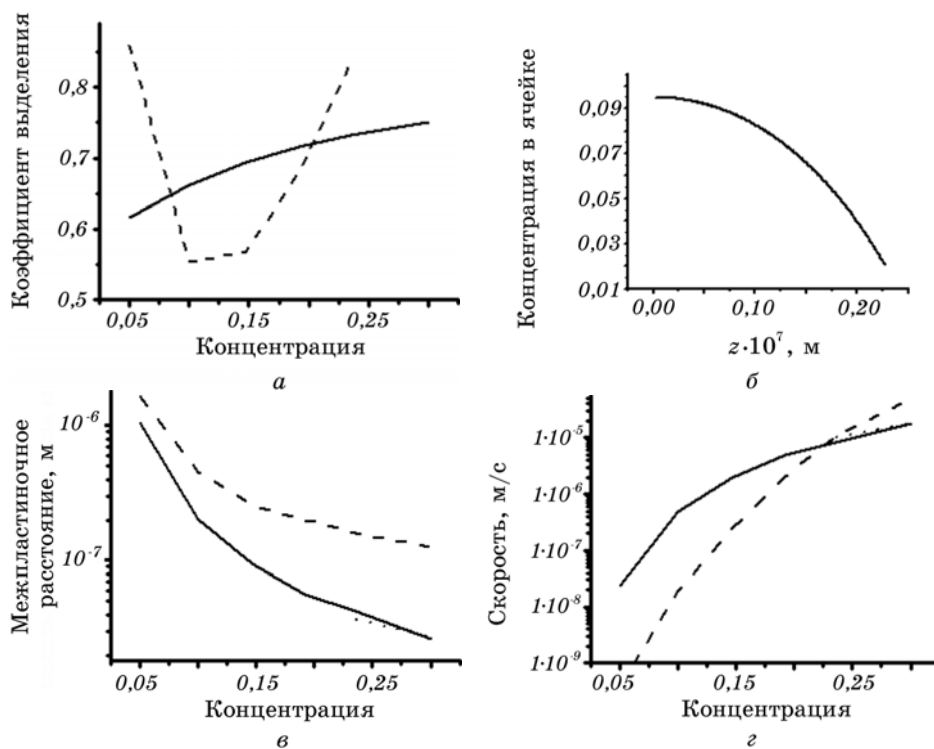 Коэффициент выделения
0,8
0,7
0,6
0,5
0,05
0,15
0,25
Концентрация
а
Концентрация в ячейке
0,09
0,07
0,05
0,03
0,01
0,00
0,10
0,20
z·10⁷, м
б
Межпластиночное
расстояние, м
10⁻⁶
10⁻⁷
0,05
0,15
0,25
Концентрация
в
Скорость, м/с
1·10⁻⁵
1·10⁻⁶
1·10⁻⁷
1·10⁻⁸
1·10⁻⁹
0,05
0,15
0,25
Концентрация
г